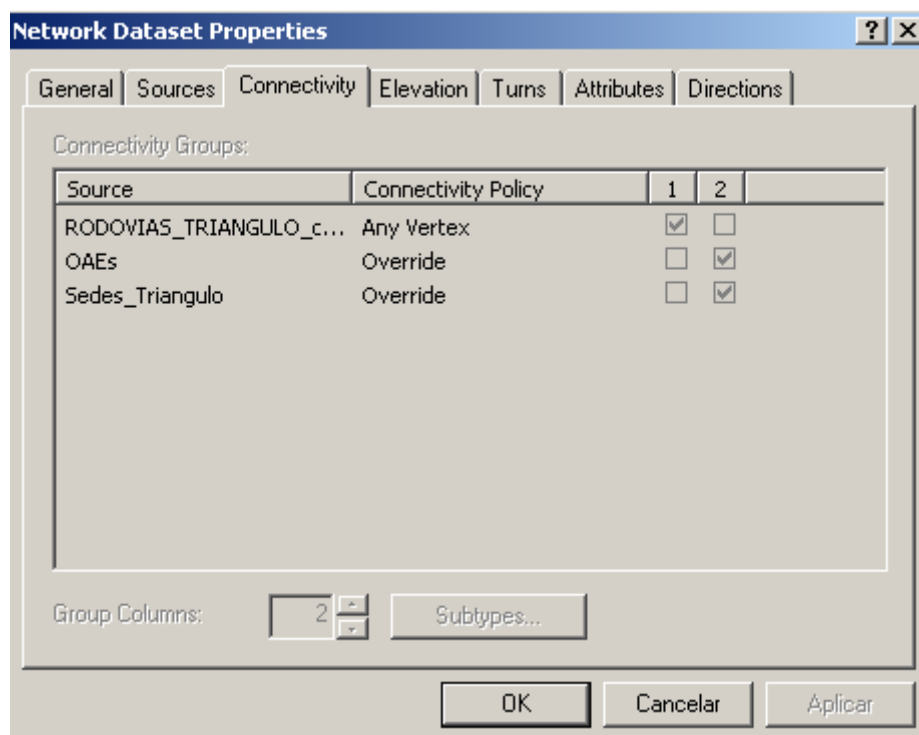 Network Dataset Properties
General Sources Connectivity Elevation Turns Attributes Directions
Connectivity Groups:
Source Connectivity Policy 1 2
RODOVIAS_TRIANGULO_c... Any Vertex
OAEs Override
Sedes_Triangulo Override
Group Columns: 2 Subtypes...
OK Cancelar Aplicar